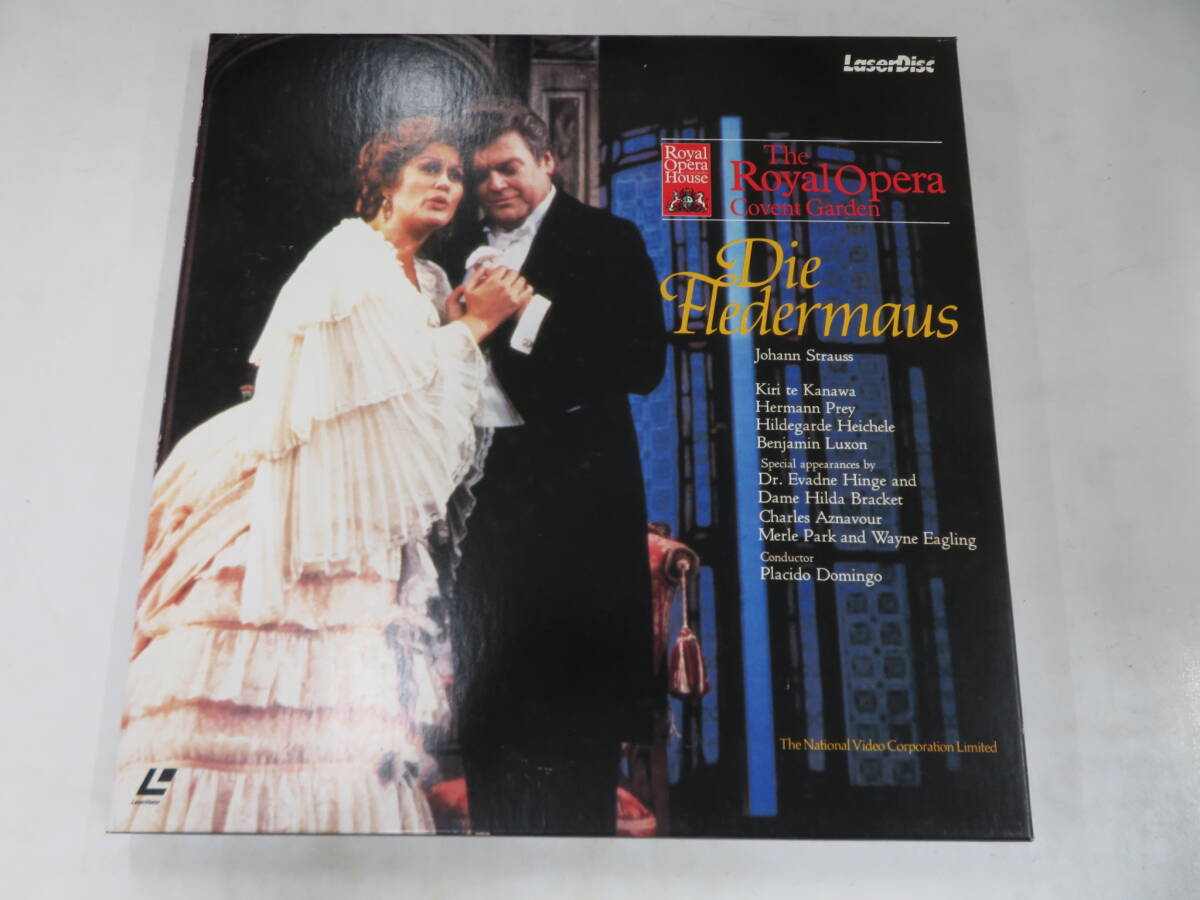 LaserDisc
Royal
Opera
House
The
Royal Opera
Covent Garden
Die
Fledermaus
Johann Strauss
Kiri te Kanawa
Hermann Prey
Hildegarde Heichele
Benjamin Luxon
Special appearances by
Dr. Evadne Hinge and
Dame Hilda Bracket
Charles Aznavour
Merle Park and Wayne Eagling
Conductor
Placido Domingo
The National Video Corporation Limited
LaserVision